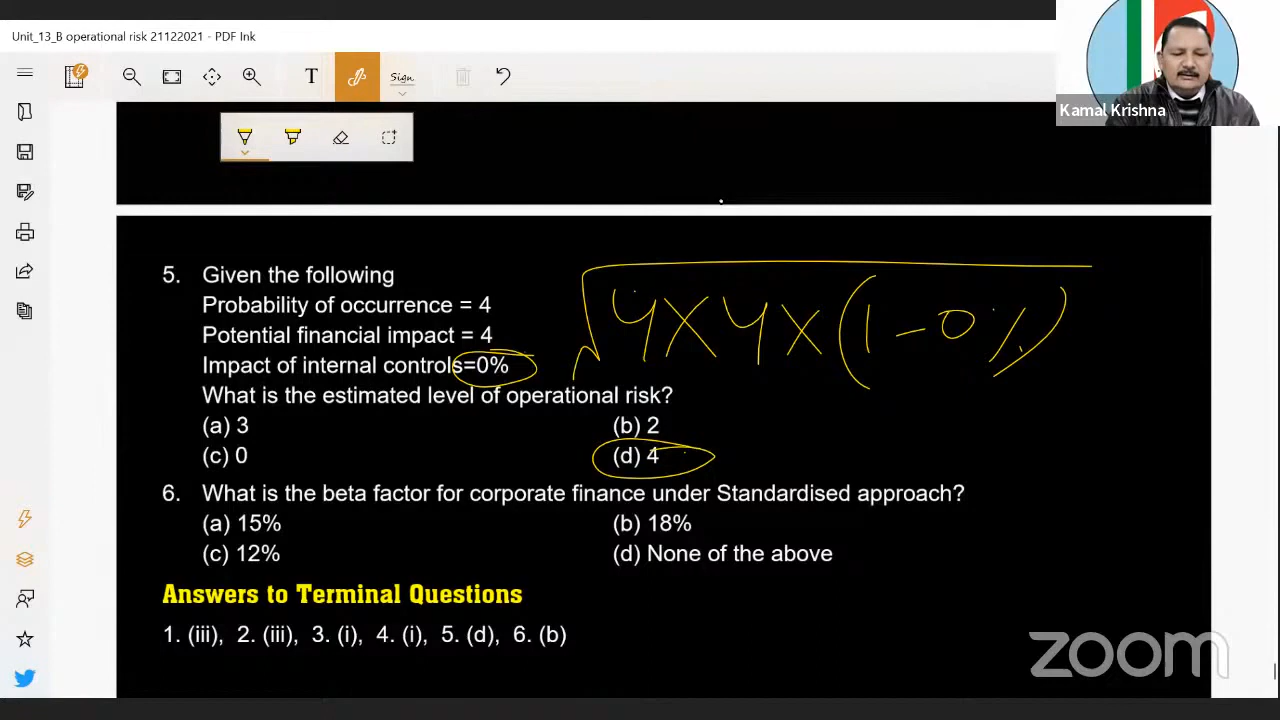 Unit_13_B operational risk 21122021 - PDF Ink
T
Sign
Kamal Krishna
5. Given the following
Probability of occurrence = 4
Potential financial impact = 4
Impact of internal controls=0%
What is the estimated level of operational risk?
(a) 3 (b) 2
(c) 0 (d) 4
√4×4×(1-0%)
6. What is the beta factor for corporate finance under Standardised approach?
(a) 15% (b) 18%
(c) 12% (d) None of the above
Answers to Terminal Questions
1. (iii), 2. (iii), 3. (i), 4. (i), 5. (d), 6. (b)
zoom